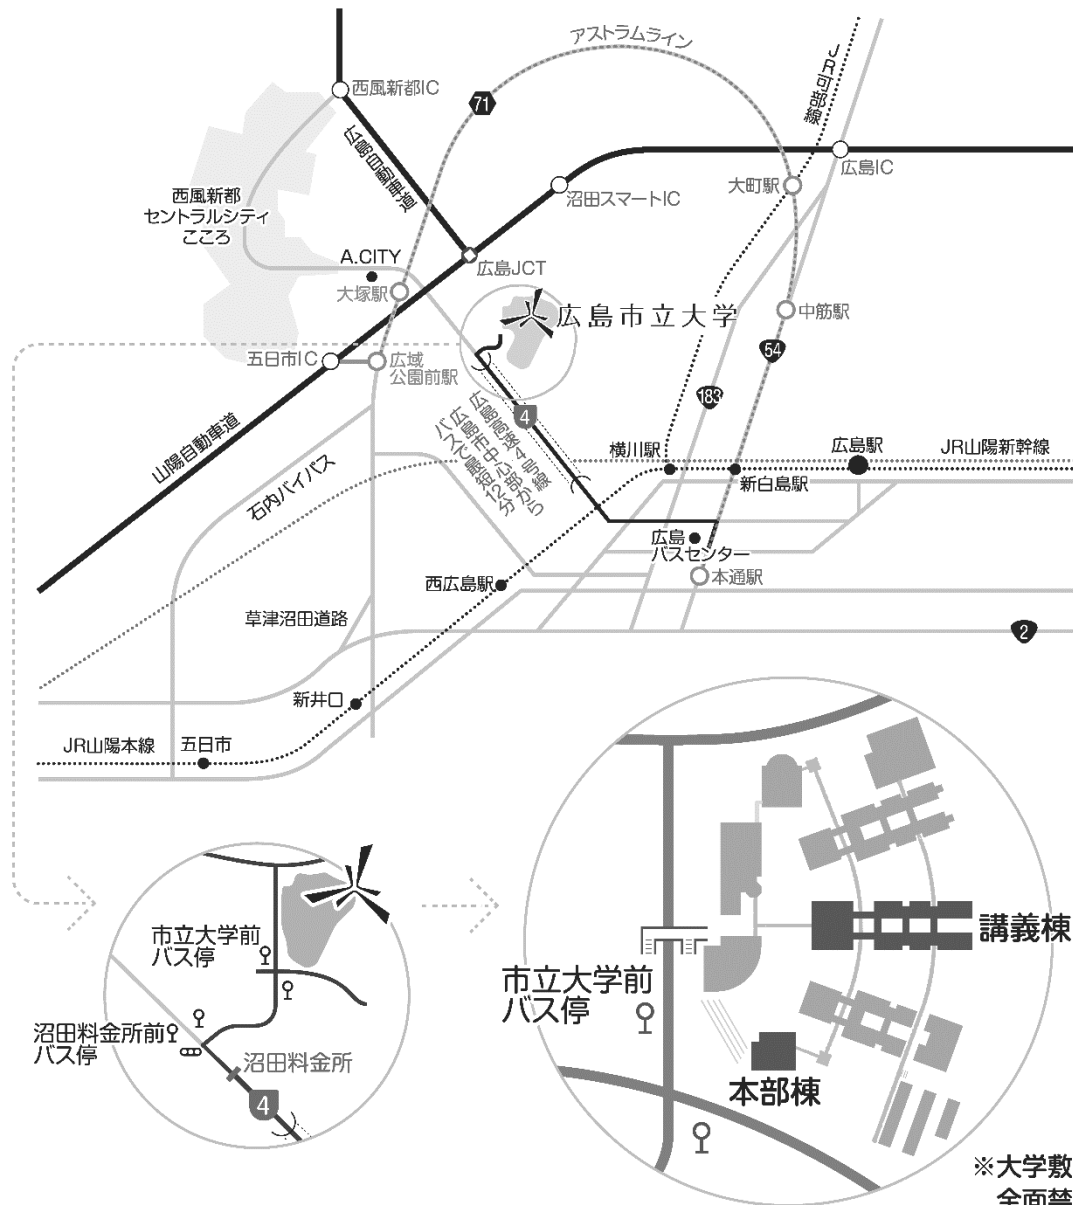 アストラムライン
JR可部線
西風新都IC
71
広島自動車道
広島IC
大町駅
沼田スマートIC
西風新都
セントラルシティ
こころ
A.CITY
広島JCT
大塚駅
広島市立大学
中筋駅
五日市IC
広域
公園前駅
54
183
4
広島高速4号線
広島市中心部から
バスで最短12分
山陽自動車道
石内バイパス
横川駅
広島駅
JR山陽新幹線
新白島駅
広島
バスセンター
西広島駅
本通駅
草津沼田道路
2
新井口
JR山陽本線
五日市
市立大学前
バス停
沼田料金所前
バス停
沼田料金所
4
講義棟
市立大学前
バス停
本部棟
※大学敷
全面禁